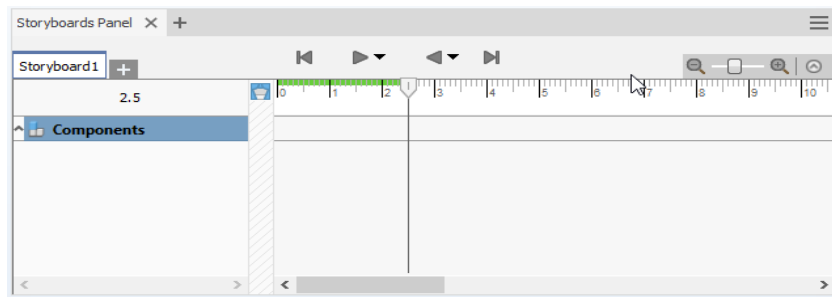 Storyboards Panel
Storyboard1
2.5
0 1 2 3 4 5 6 7 8 9 10
Components